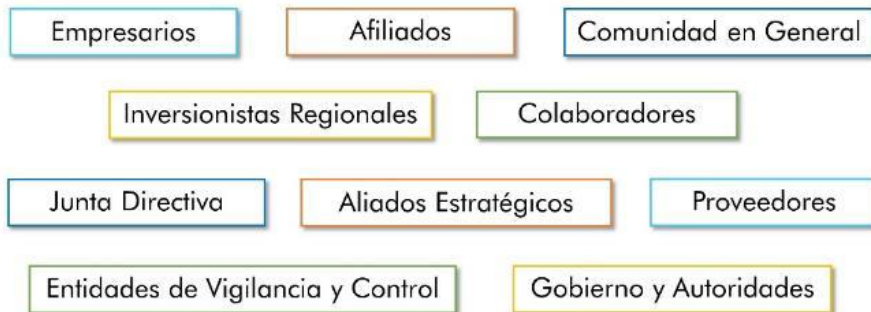 Empresarios
Afiliados
Comunidad en General
Inversionistas Regionales
Colaboradores
Junta Directiva
Aliados Estratégicos
Proveedores
Entidades de Vigilancia y Control
Gobierno y Autoridades